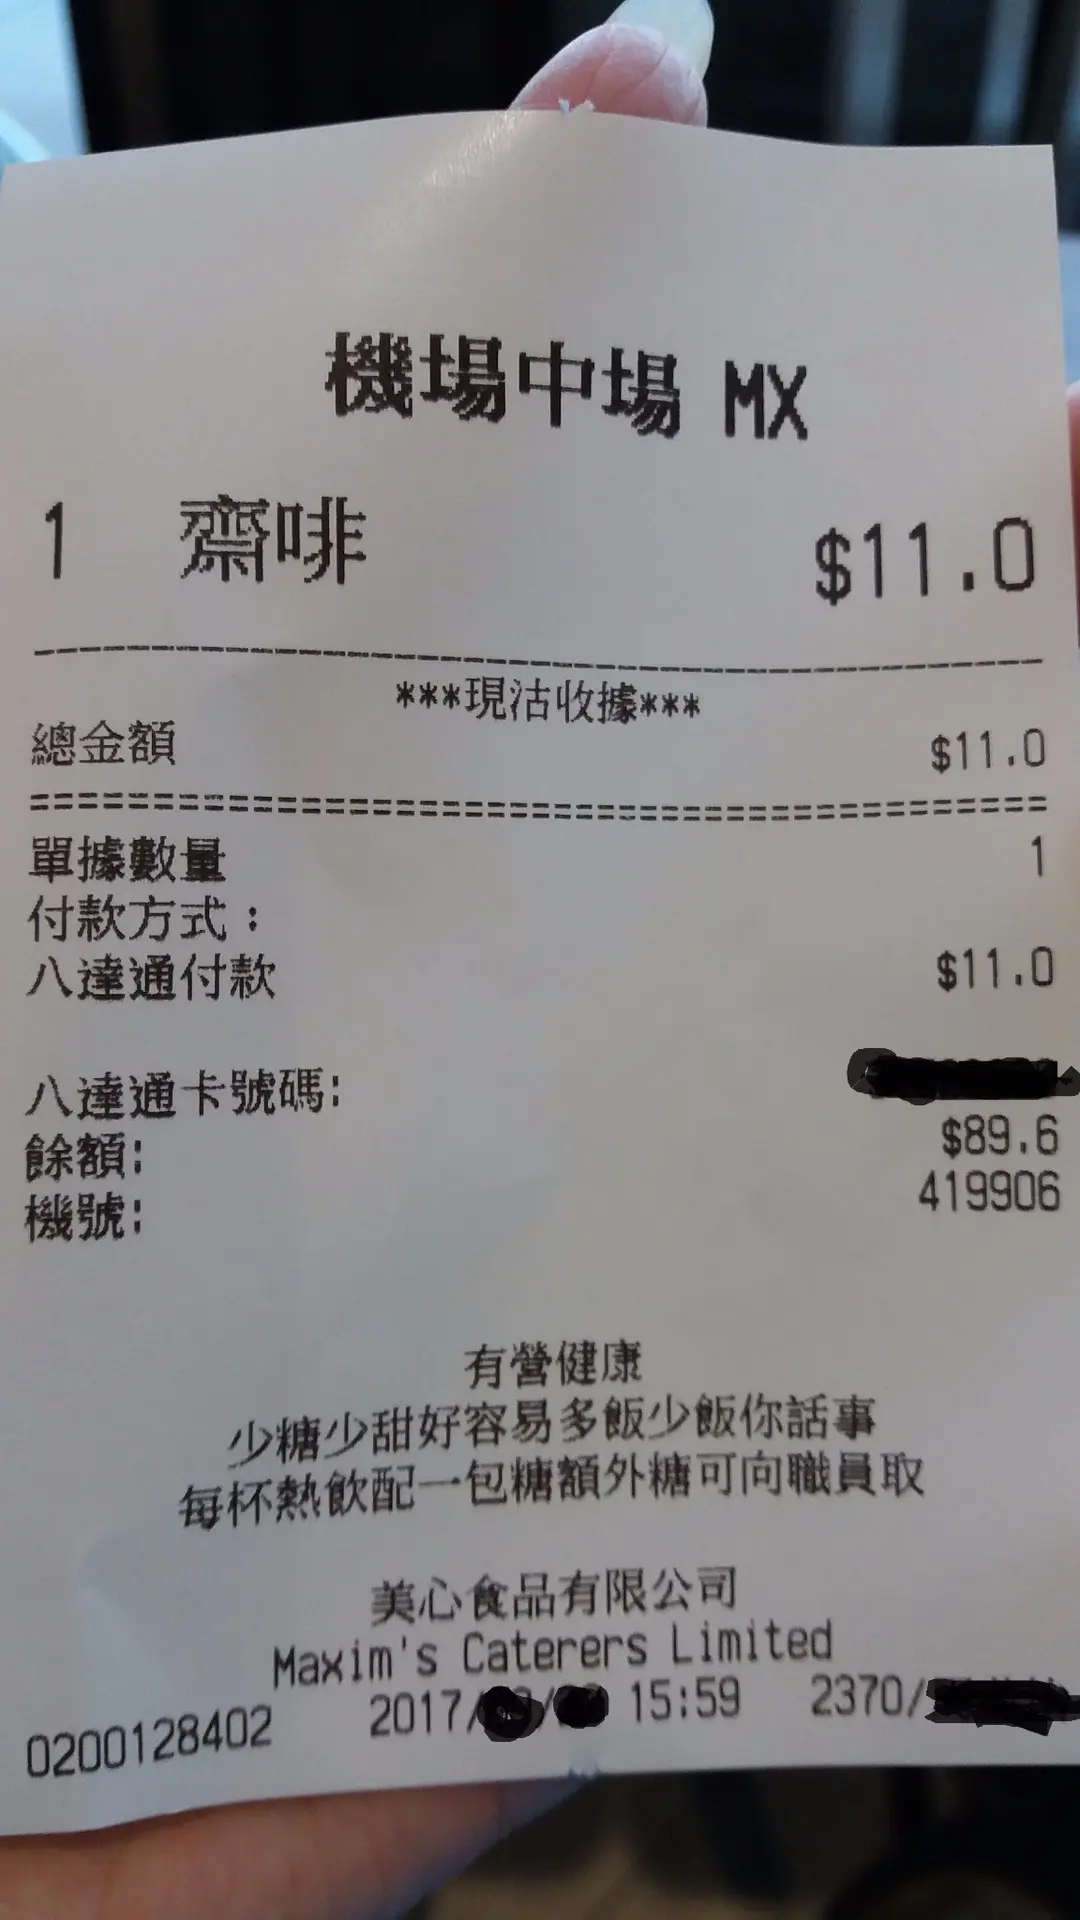 機場中場 MX
1 齋啡 $11.0
***現沽收據***
總金額 $11.0
單據數量 1
付款方式：
八達通付款 $11.0
八達通卡號碼:
餘額: $89.6
機號: 419906
有營健康
少糖少甜好容易多飯少飯你話事
每杯熱飲配一包糖額外糖可向職員取
美心食品有限公司
Maxim's Caterers Limited
0200128402 2017/ / 15:59 2370/